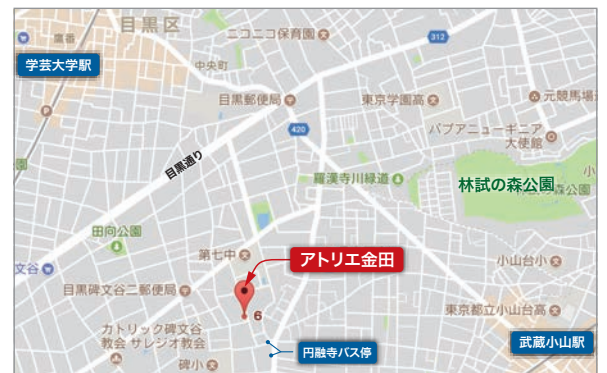 目黒区
ニコニコ保育園
312
鷹番
学芸大学駅
中央町
目黒郵便局
東京学園高
元競馬場
420
パプアニューギニア
大使館
目黒通り
羅漢寺川緑道
林試の森公園
田向公園
第七中
アトリエ金田
小山台小
文谷
目黒碑文谷二郵便局
6
東京都立小山台高
カトリック碑文谷
教会 サレジオ教会
武蔵小山駅
円融寺バス停
碑小